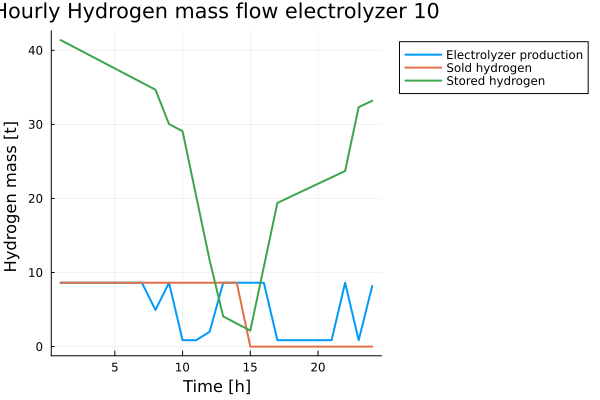 Hourly Hydrogen mass flow electrolyzer 10
Electrolyzer production
Sold hydrogen
Stored hydrogen
Hydrogen mass [t]
40
30
20
10
0
5 10 15 20
Time [h]